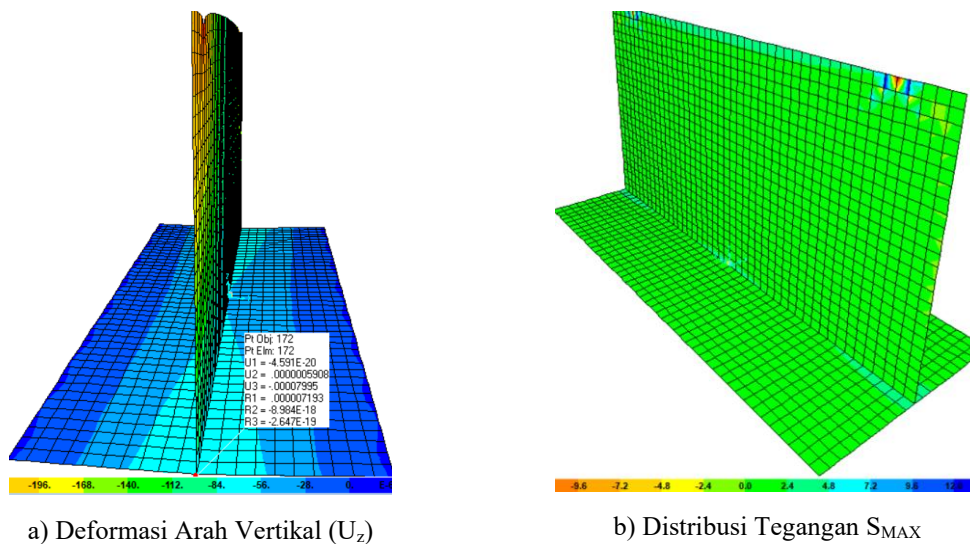 Pt Obj: 172
Pt Elm: 172
U1 = -4.591E-20
U2 = .0000005908
U3 = -.00007995
R1 = .000007193
R2 = -8.984E-18
R3 = -2.647E-19
-196. -168. -140. -112. -84. -56. -28. 0.
-9.6 -7.2 -4.8 -2.4 0.0 2.4 4.8 7.2 9.6
a) Deformasi Arah Vertikal (Uz)
b) Distribusi Tegangan SMAX